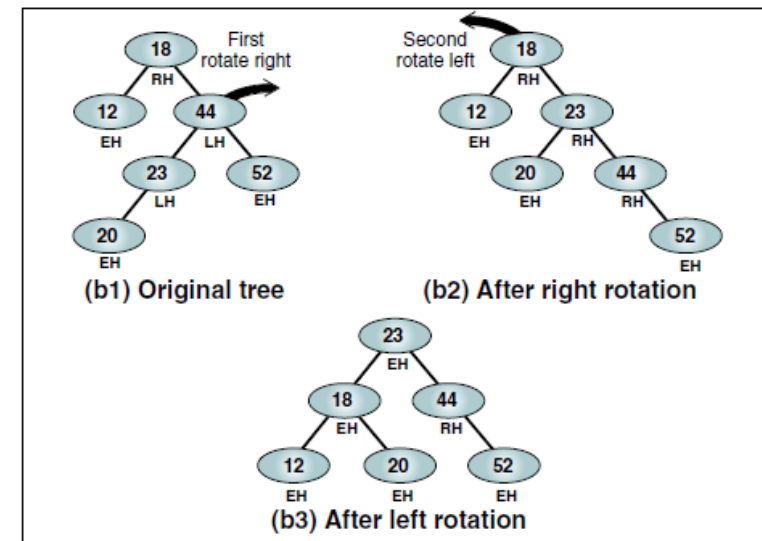 First
rotate right
18
RH
12
EH
44
LH
23
LH
52
EH
20
EH
(b1) Original tree
Second
rotate left
18
RH
12
EH
23
RH
20
EH
44
RH
52
EH
(b2) After right rotation
23
EH
18
EH
44
RH
12
EH
20
EH
52
EH
(b3) After left rotation